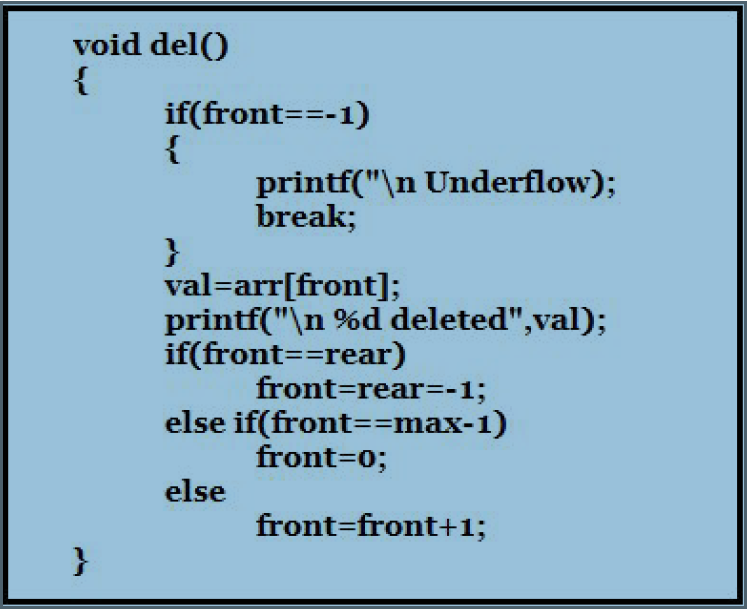 void del()
{
if(front==-1)
{
printf("\n Underflow);
break;
}
val=arr[front];
printf("\n %d deleted",val);
if(front==rear)
front=rear=-1;
else if(front==max-1)
front=0;
else
front=front+1;
}